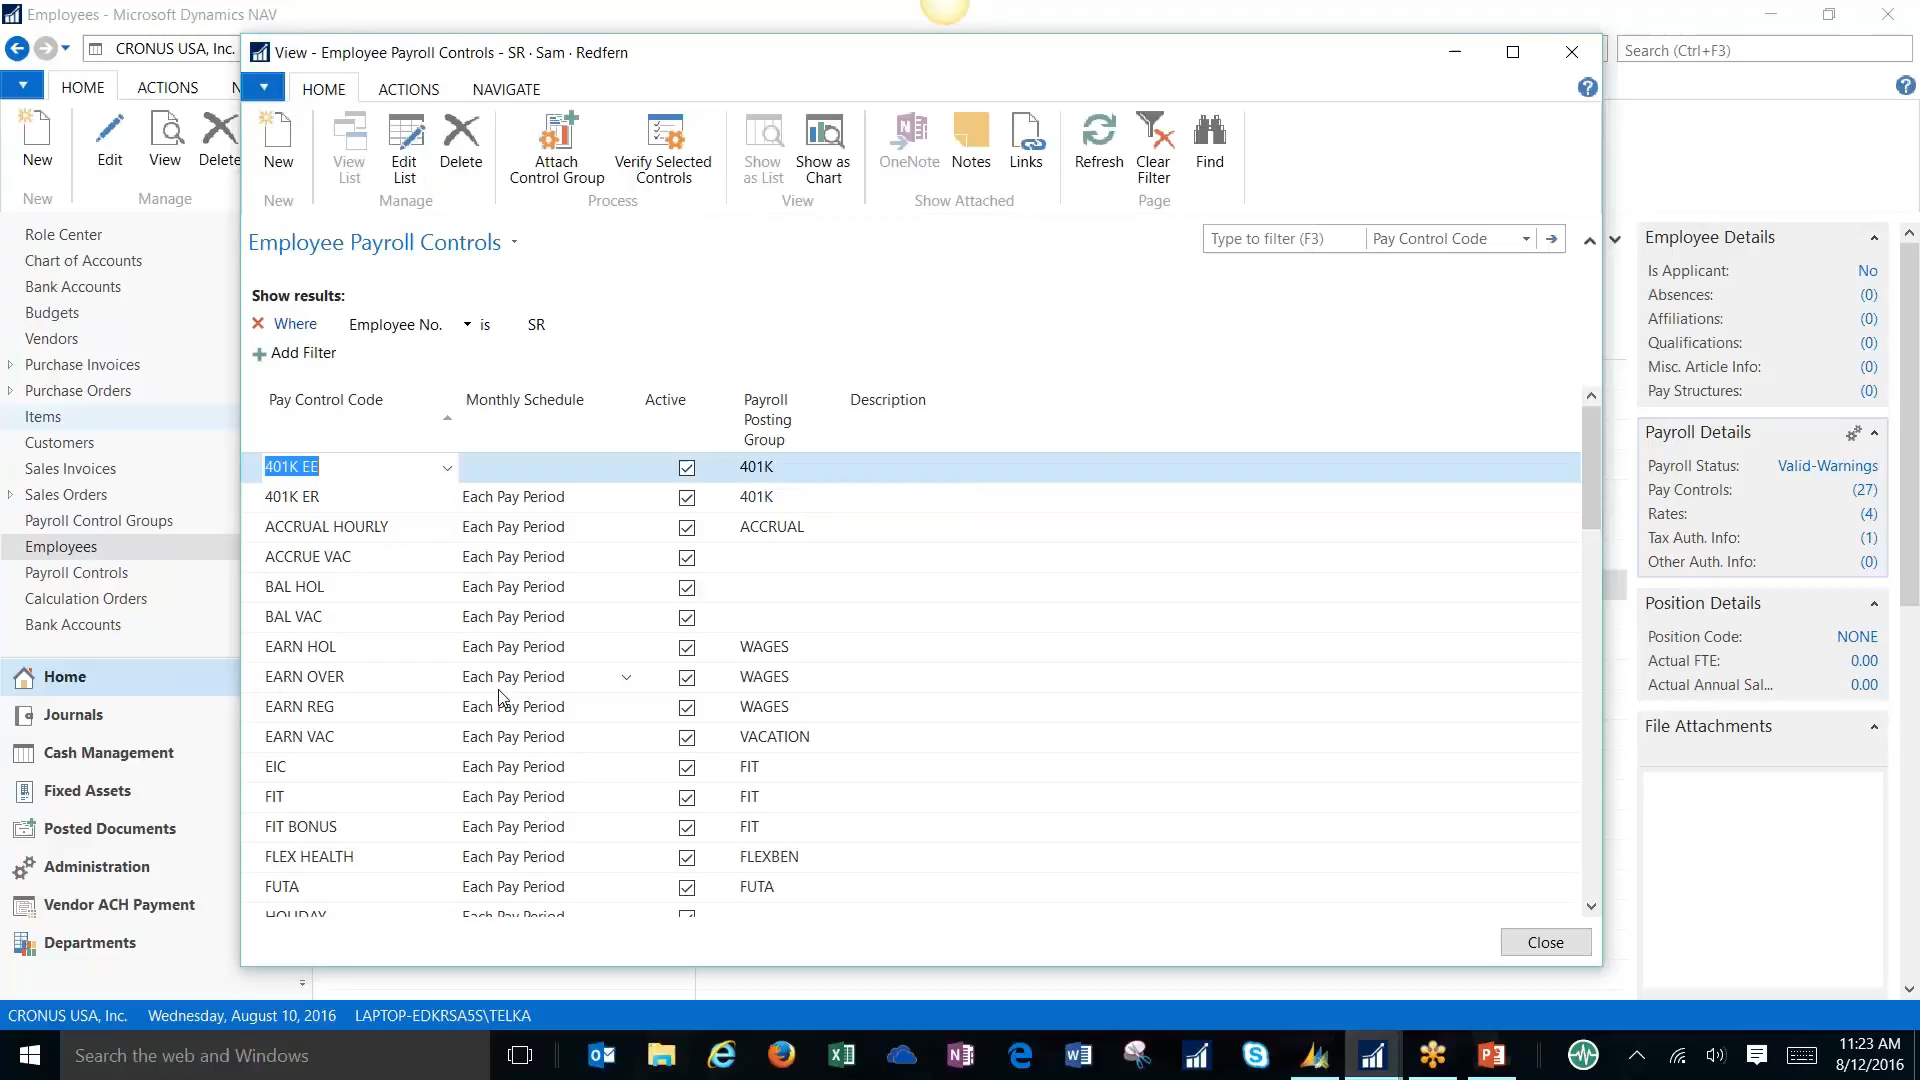 Employees - Microsoft Dynamics NAV
CRONUS USA, Inc.
Search (Ctrl+F3)
HOME
ACTIONS
N
New
Edit
View
Delete
New
Manage
View - Employee Payroll Controls - SR · Sam · Redfern
HOME
ACTIONS
NAVIGATE
New
View List
Edit List
Delete
Attach Control Group
Verify Selected Controls
Show as List
Show as Chart
OneNote
Notes
Links
Refresh
Clear Filter
Find
New
Manage
Process
View
Show Attached
Page
Employee Payroll Controls
Type to filter (F3)
Pay Control Code
Show results:
Where Employee No. is SR
Add Filter
Pay Control Code Monthly Schedule Active Payroll Posting Group Description
401K EE 401K
401K ER Each Pay Period 401K
ACCRUAL HOURLY Each Pay Period ACCRUAL
ACCRUE VAC Each Pay Period
BAL HOL Each Pay Period
BAL VAC Each Pay Period
EARN HOL Each Pay Period WAGES
EARN OVER Each Pay Period WAGES
EARN REG Each Pay Period WAGES
EARN VAC Each Pay Period VACATION
EIC Each Pay Period FIT
FIT Each Pay Period FIT
FIT BONUS Each Pay Period FIT
FLEX HEALTH Each Pay Period FLEXBEN
FUTA Each Pay Period FUTA
HOLIDAY Each Pay Period
Close
Role Center
Chart of Accounts
Bank Accounts
Budgets
Vendors
Purchase Invoices
Purchase Orders
Items
Customers
Sales Invoices
Sales Orders
Payroll Control Groups
Employees
Payroll Controls
Calculation Orders
Bank Accounts
Home
Journals
Cash Management
Fixed Assets
Posted Documents
Administration
Vendor ACH Payment
Departments
Employee Details
Is Applicant: No
Absences: (0)
Affiliations: (0)
Qualifications: (0)
Misc. Article Info: (0)
Pay Structures: (0)
Payroll Details
Payroll Status: Valid-Warnings
Pay Controls: (27)
Rates: (4)
Tax Auth. Info: (1)
Other Auth. Info: (0)
Position Details
Position Code: NONE
Actual FTE: 0.00
Actual Annual Sal... 0.00
File Attachments
CRONUS USA, Inc. Wednesday, August 10, 2016 LAPTOP-EDKRSA5S\TELKA
Search the web and Windows
11:23 AM
8/12/2016